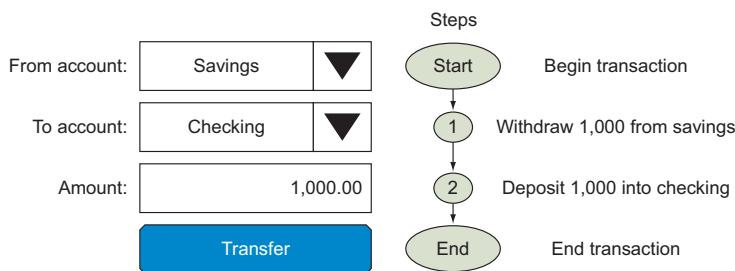 Steps
From account: Savings Start Begin transaction
To account: Checking 1 Withdraw 1,000 from savings
Amount: 1,000.00 2 Deposit 1,000 into checking
Transfer End End transaction